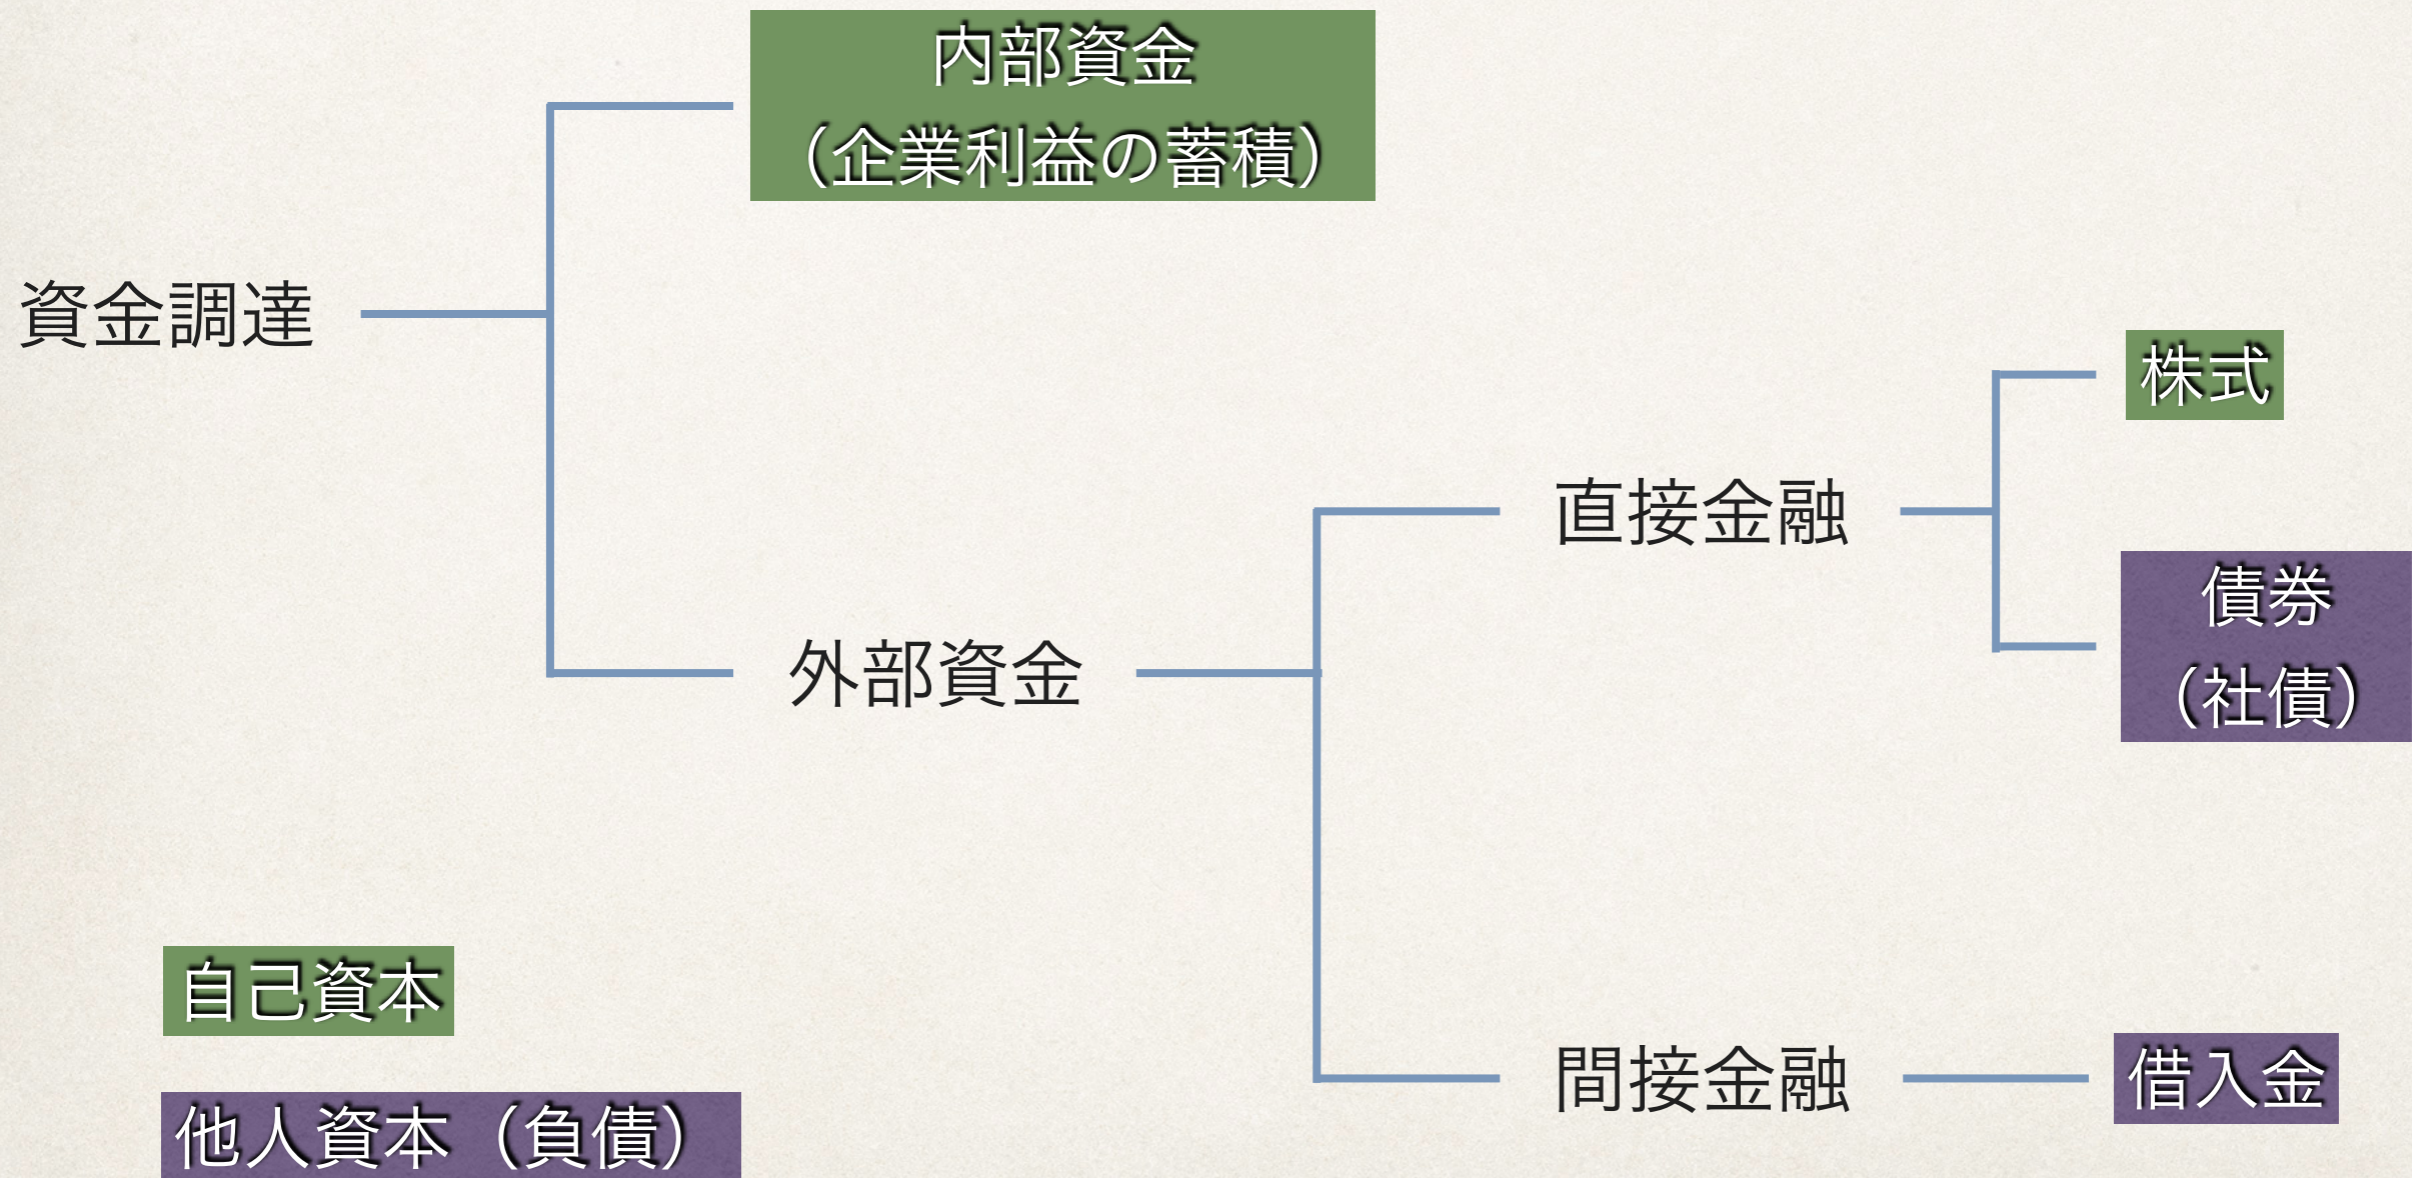 内部資金
（企業利益の蓄積）
資金調達
株式
直接金融
債券
（社債）
外部資金
自己資本
間接金融
借入金
他人資本（負債）